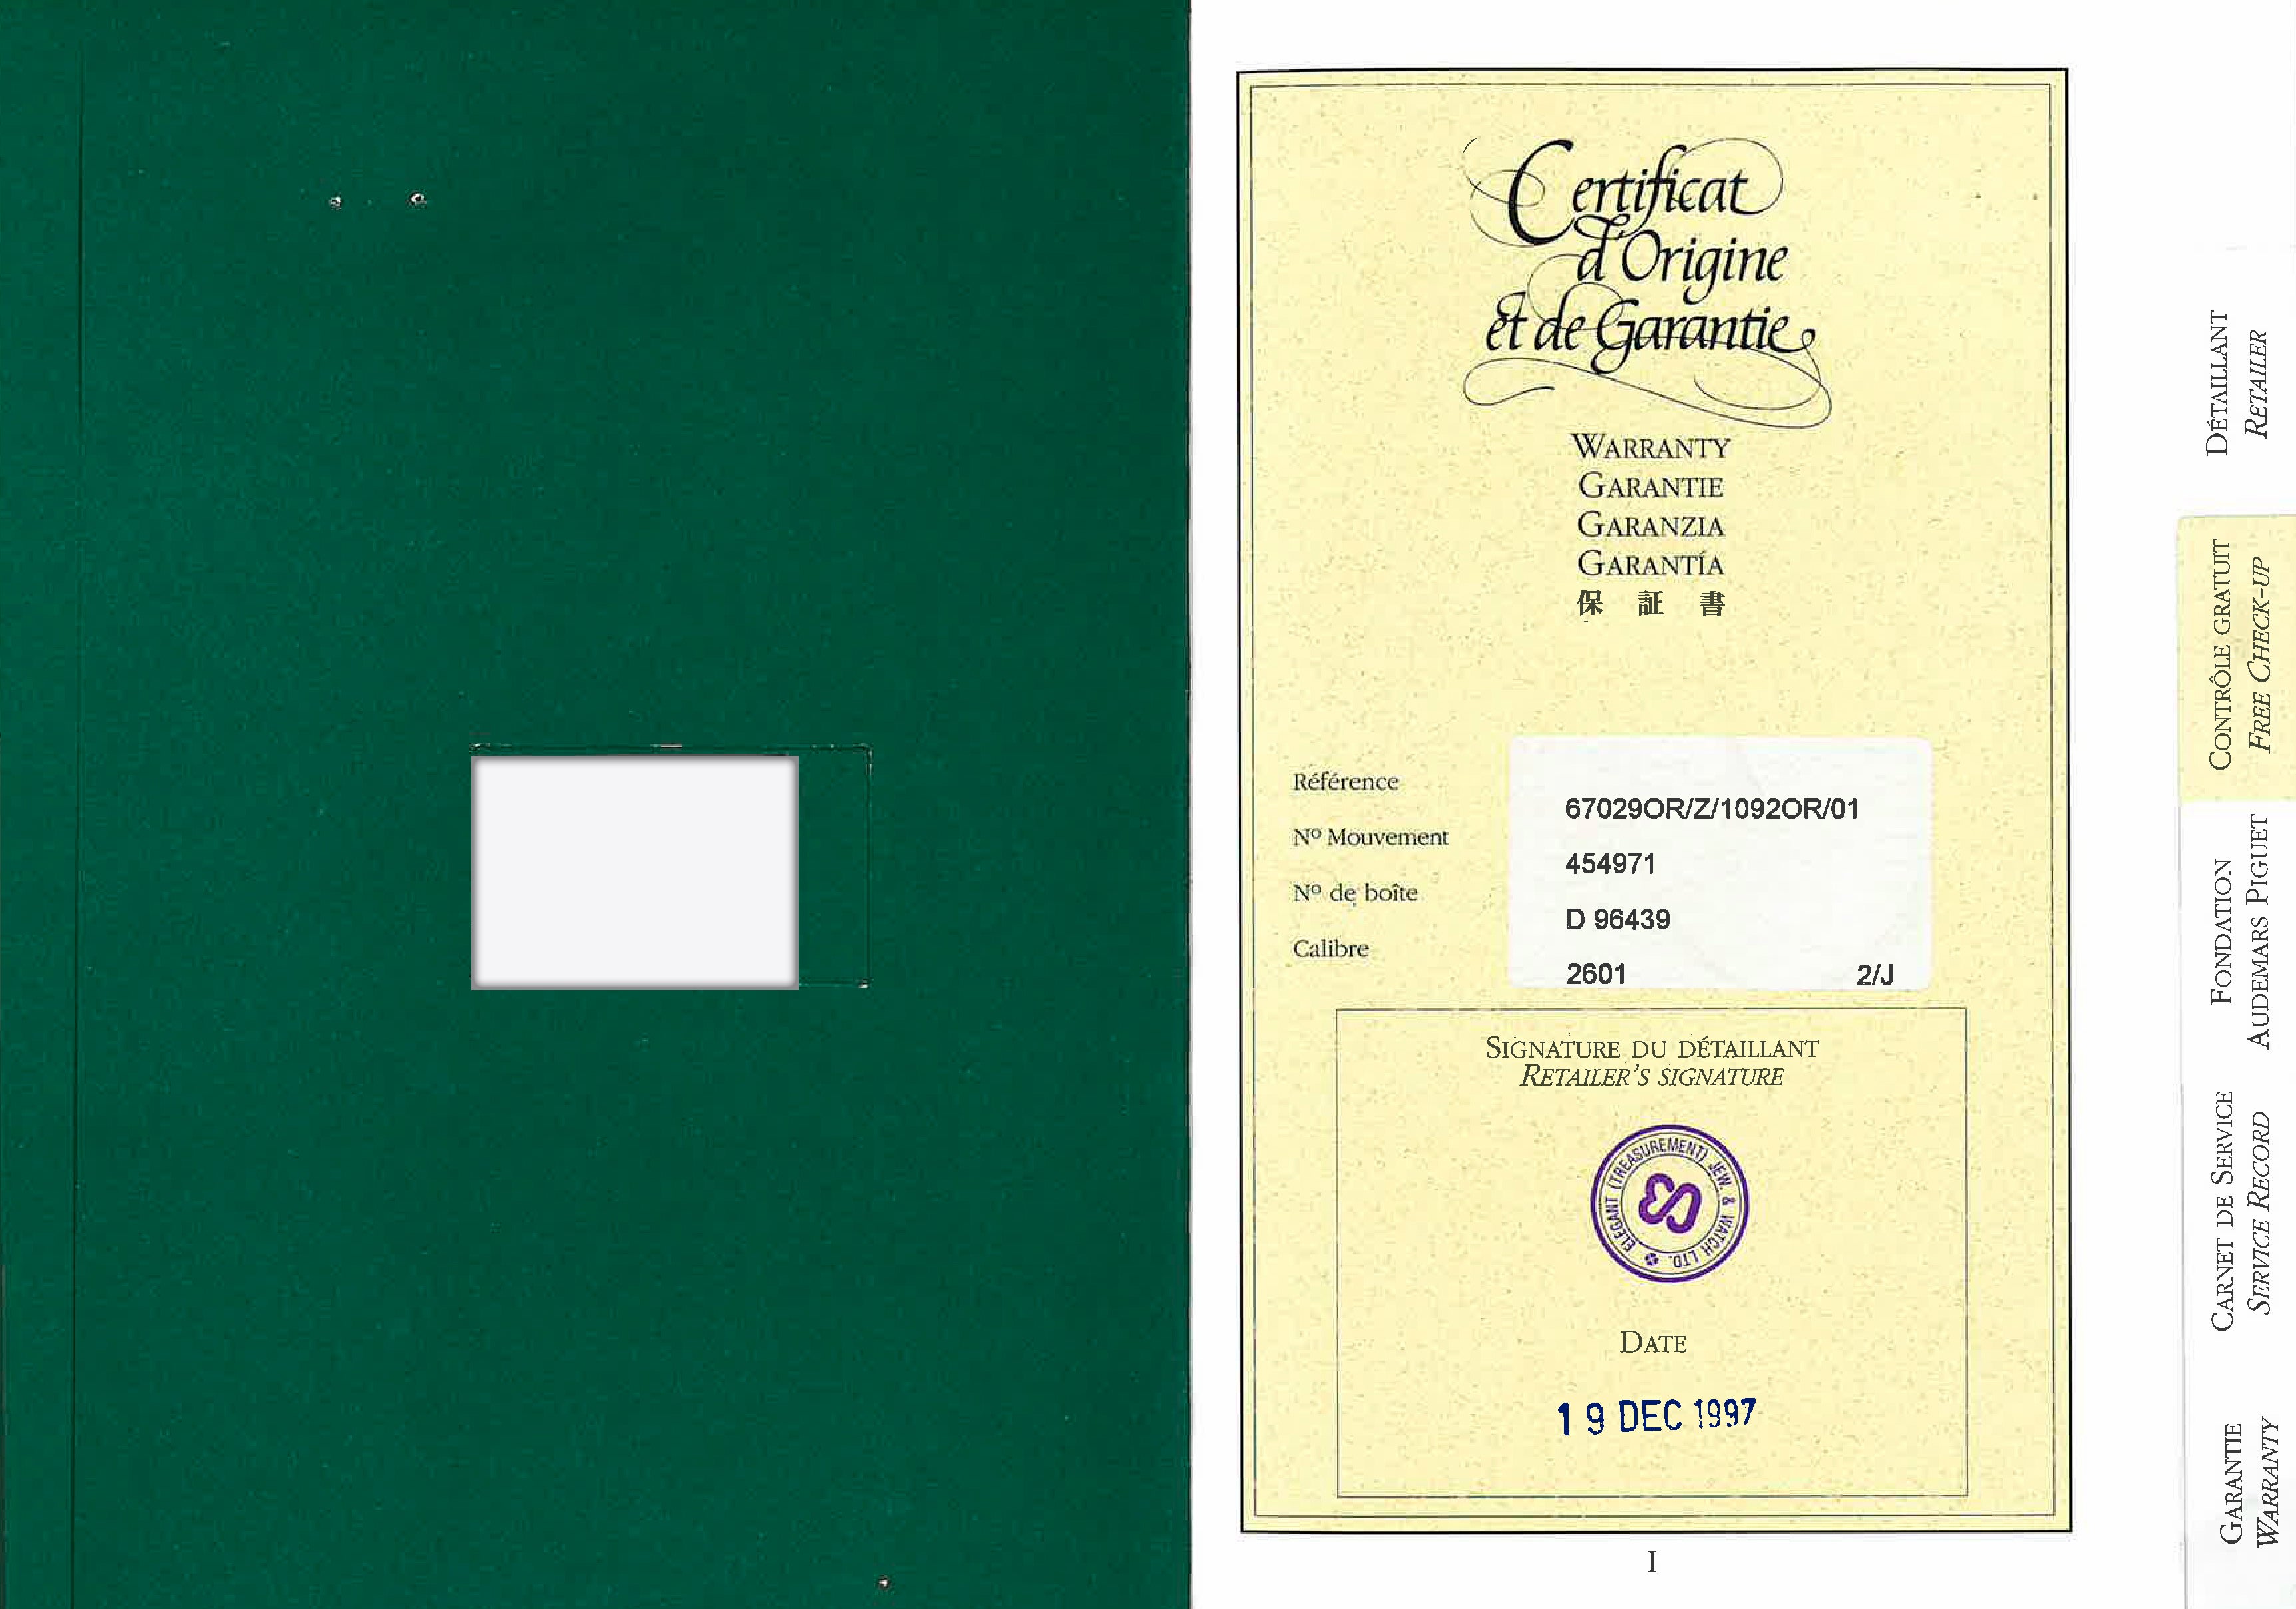 Certificat
d'Origine
et de Garantie
WARRANTY
GARANTIE
GARANZIA
GARANTÍA
保 証 書
Référence
67029OR/Z/1092OR/01
Nº Mouvement
454971
Nº de boîte
D 96439
Calibre
2601 2/J
SIGNATURE DU DÉTAILLANT
RETAILER'S SIGNATURE
ELEGANT (TREASUREMENT) JEW. & WATCH LTD.
DATE
19 DEC 1997
I
DÉTAILLANT
RETAILER
CONTRÔLE GRATUIT
FREE CHECK-UP
FONDATION
AUDEMARS PIGUET
CARNET DE SERVICE
SERVICE RECORD
GARANTIE
WARRANTY